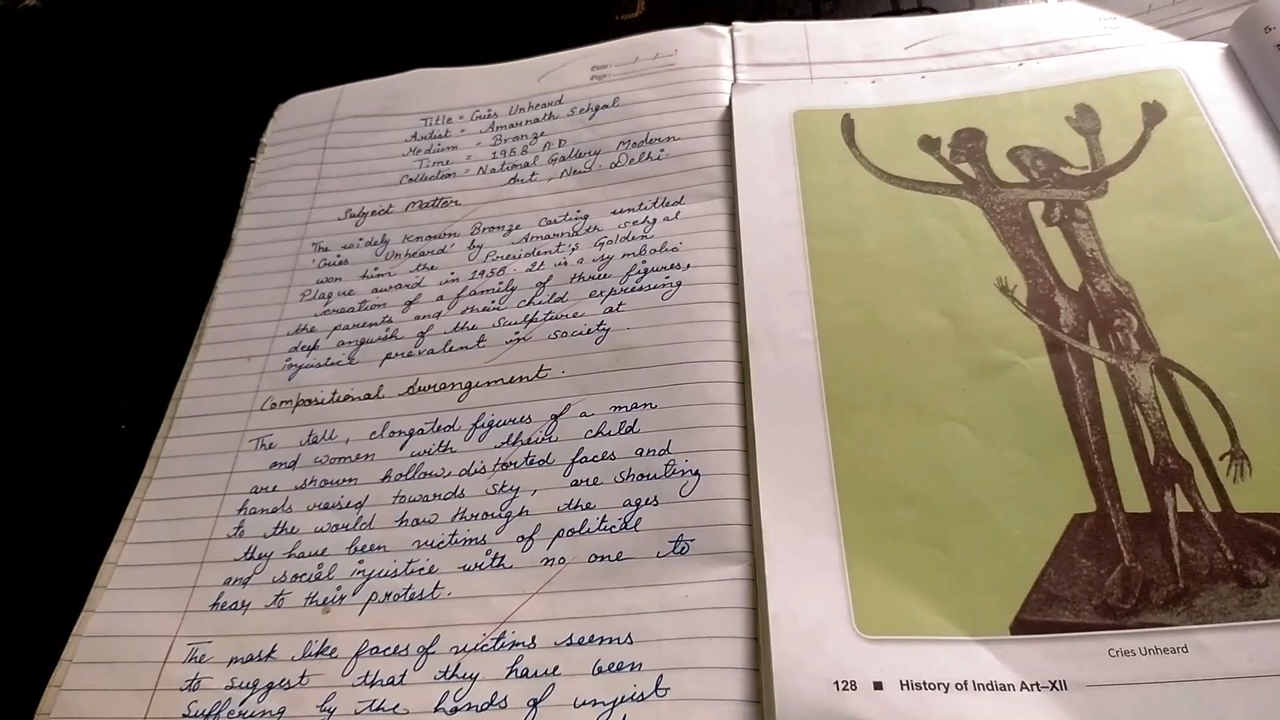 Date : __/__/__
Page : ______
Title = Cries Unheard
Artist = Amarnath Sehgal
Medium = Bronze
Time = 1958 A.D
Collection = National Gallery Modern
Art, New Delhi.
Subject Matter
The widely known Bronze Casting untitled
'Cries Unheard' by Amarnath Sehgal
won him the President's Golden
Plaque award in 1958. It is a symbolic
creation of a family of three figures,
the parents and their child expressing
deep anguish of the sculpture at
injustice prevalent in society.
Compositional Arrangement.
The tall, elongated figures of a man
and women with their child
are shown hollow, distorted faces and
hands raised towards sky, are shouting
to the world how through the ages
they have been victims of political
and social injustice with no one to
hear to their protest.
The mask like faces of victims seems
to suggest that they have been
suffering by the hands of unjust
Cries Unheard
128 ■ History of Indian Art–XII